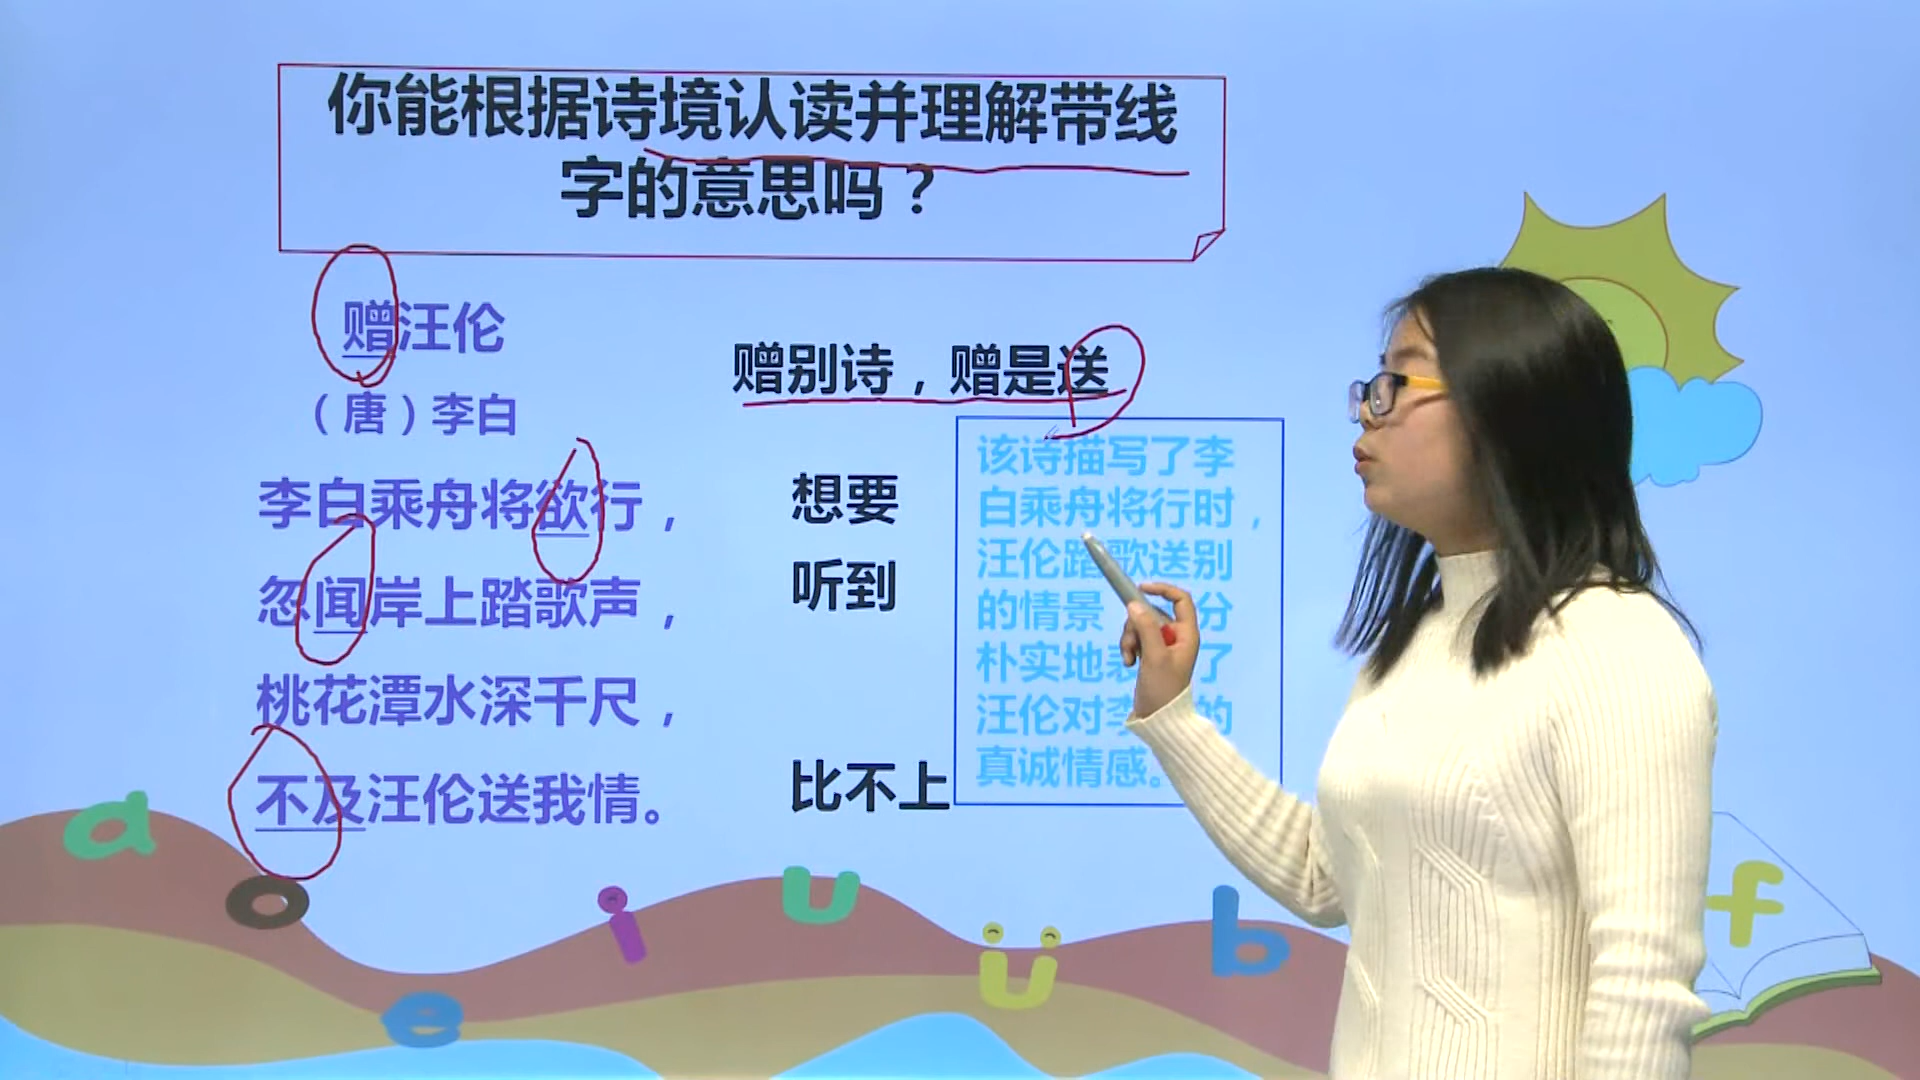 你能根据诗境认读并理解带线
字的意思吗？
赠汪伦
（唐）李白
李白乘舟将欲行，
忽闻岸上踏歌声，
桃花潭水深千尺，
不及汪伦送我情。
赠别诗，赠是送
想要
听到
比不上
该诗描写了李
白乘舟将行时，
汪伦踏歌送别
的情景 分
朴实地表 了
汪伦对李 的
真诚情感。
a
o
e
i
u
ü
b
f